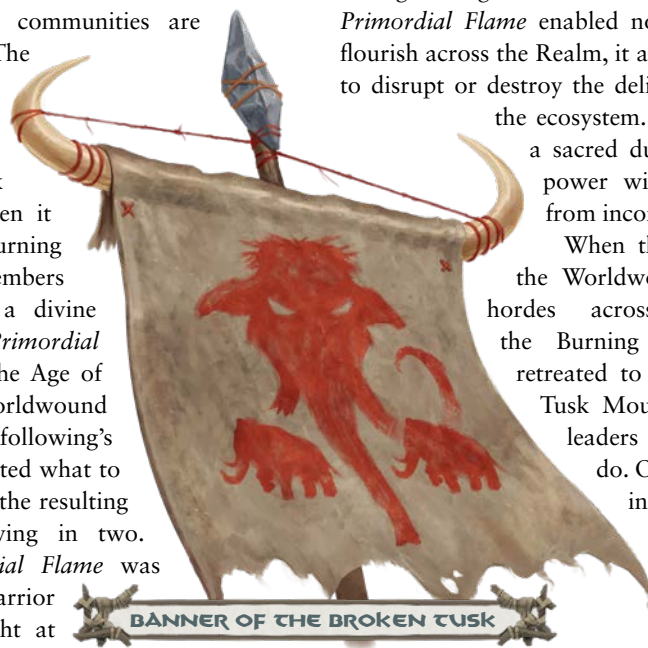 communities are
The
k
en it
urning
embers
a divine
Primordial
he Age of
orldwound
following's
ted what to
the resulting
ving in two.
ial Flame was
arrior
ht at
Primordial Flame enabled no
flourish across the Realm, it a
to disrupt or destroy the deli
the ecosystem.
a sacred du
power wi
from inco
When th
the Worldwo
hordes across
the Burning
retreated to
Tusk Mou
leaders
do. O
in
BANNER OF THE BROKEN TUSK